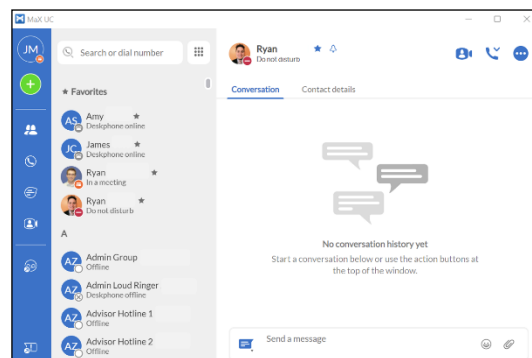 MaX UC
JM
Search or dial number
Favorites
AS
Amy
Deskphone online
JC
James
Deskphone online
Ryan
In a meeting
Ryan
Do not disturb
A
AZ
Admin Group
Offline
AZ
Admin Loud Ringer
Deskphone offline
AZ
Advisor Hotline 1
Offline
AZ
Advisor Hotline 2
Offline
Ryan
Do not disturb
Conversation
Contact details
No conversation history yet
Start a conversation below or use the action buttons at
the top of the window.
Send a message